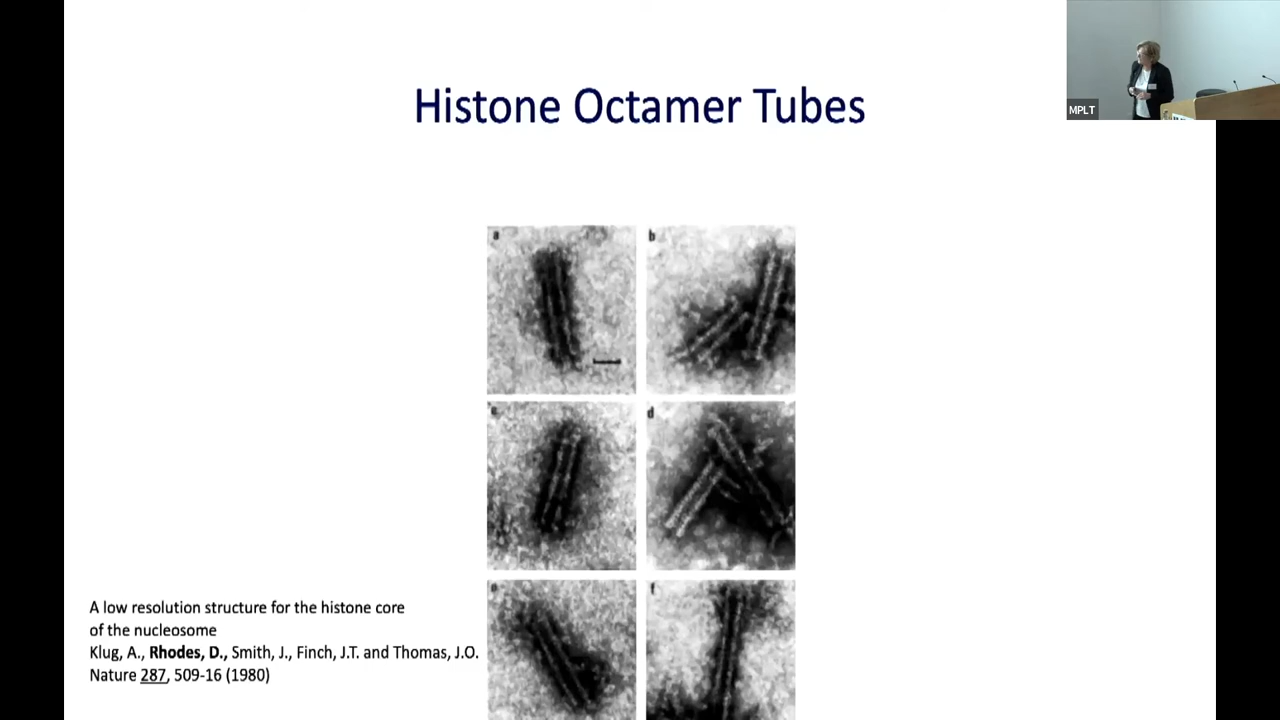 Histone Octamer Tubes
MPLT
a
b
c
d
e
f
A low resolution structure for the histone core
of the nucleosome
Klug, A., Rhodes, D., Smith, J., Finch, J.T. and Thomas, J.O.
Nature 287, 509-16 (1980)